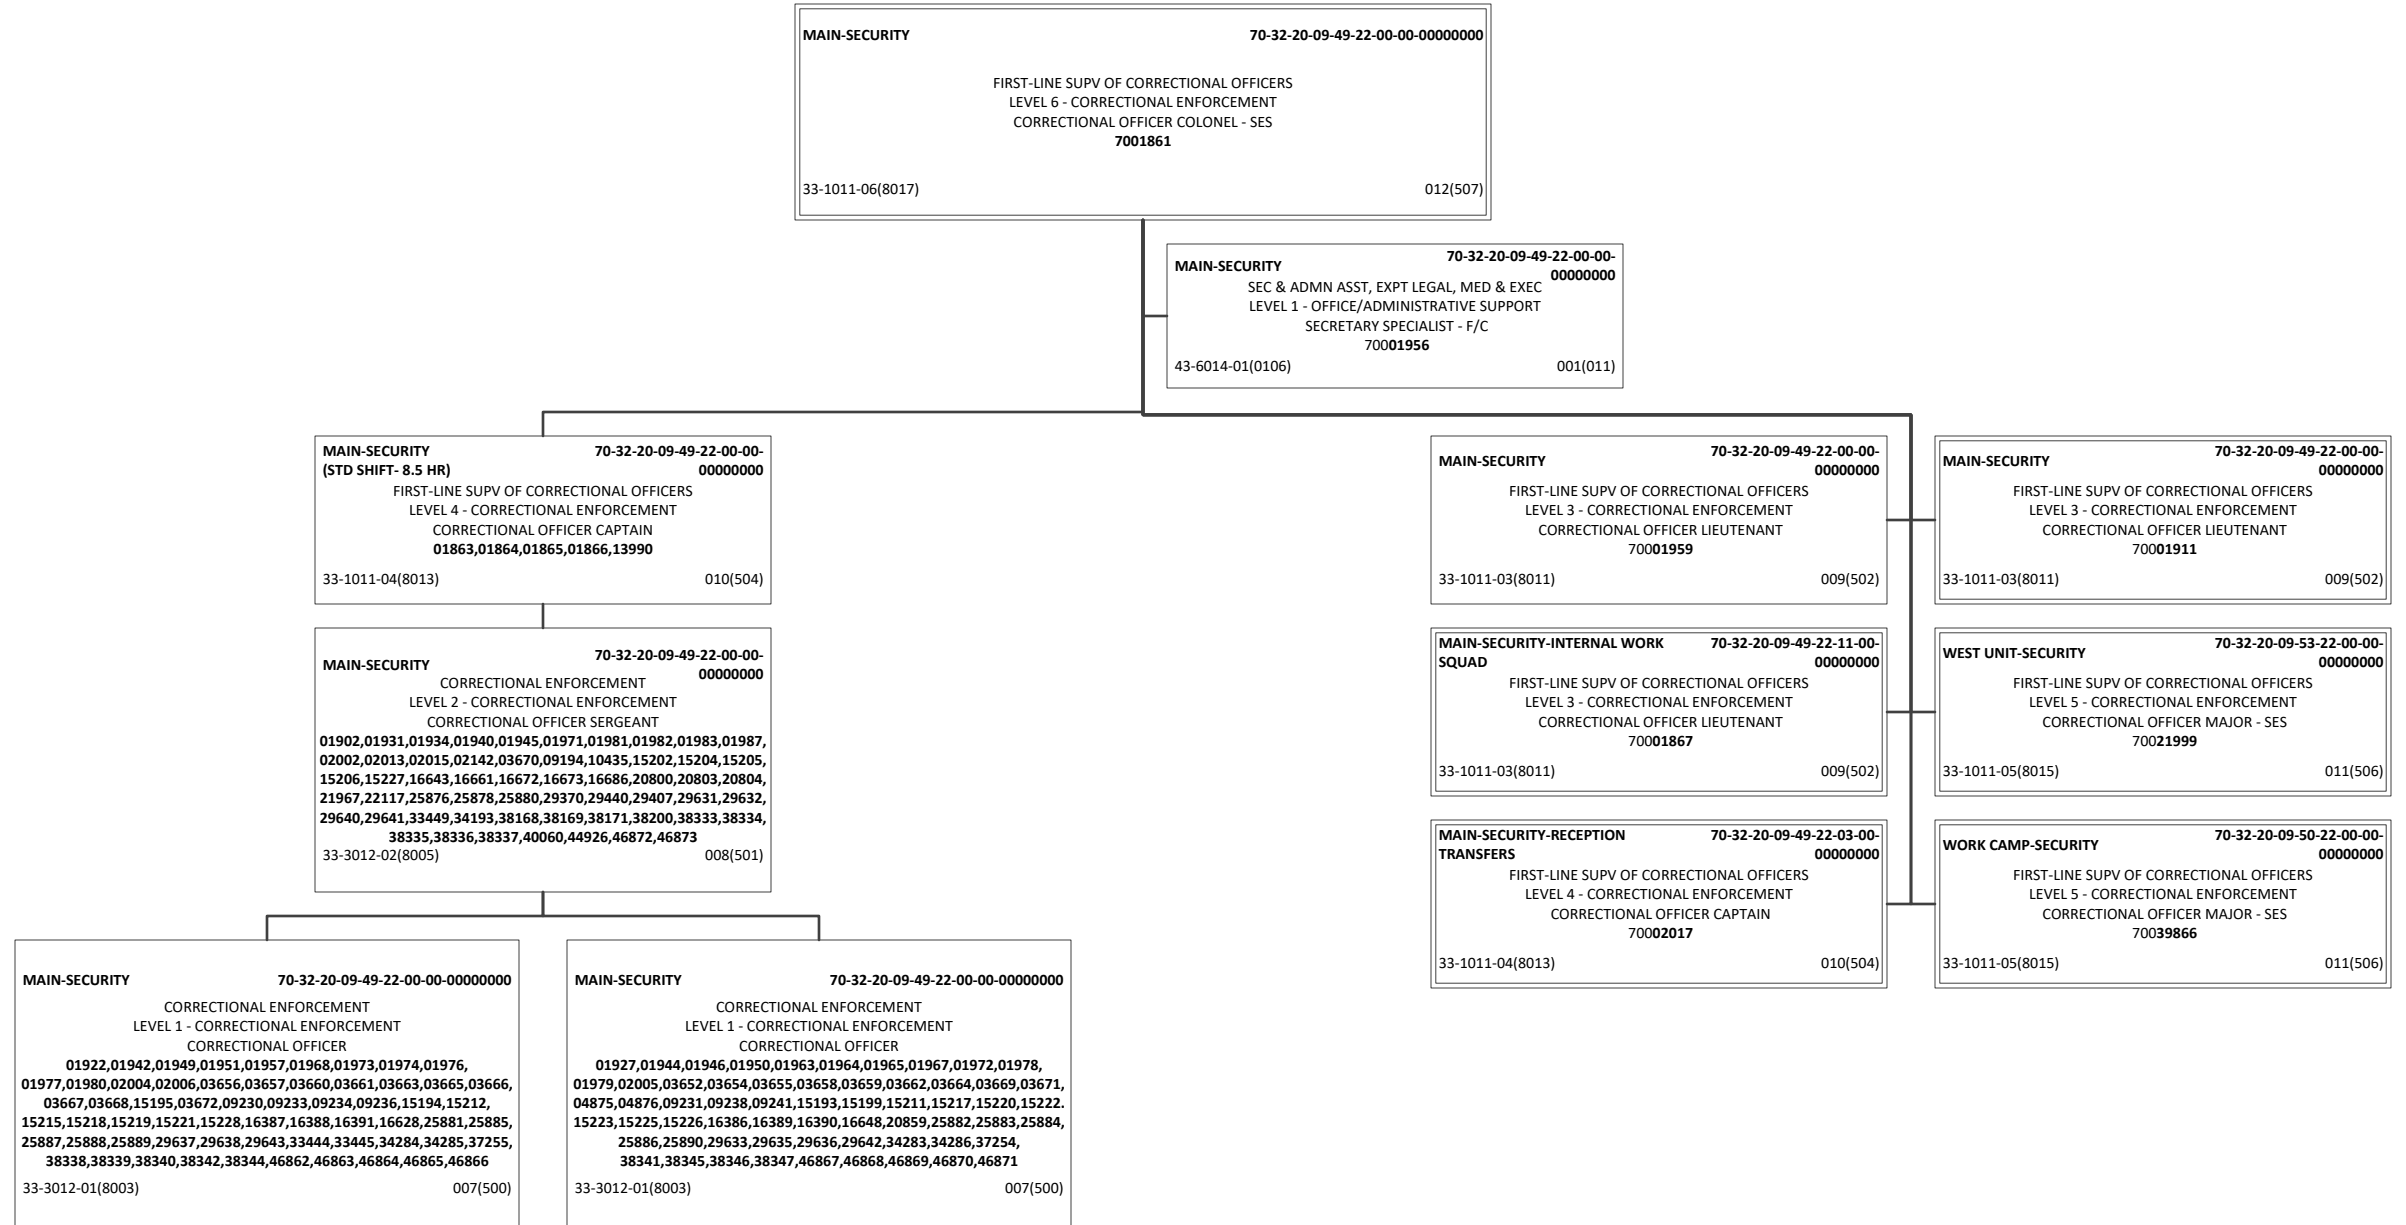 MAIN-SECURITY 70-32-20-09-49-22-00-00-00000000
FIRST-LINE SUPV OF CORRECTIONAL OFFICERS
LEVEL 6 - CORRECTIONAL ENFORCEMENT
CORRECTIONAL OFFICER COLONEL - SES
7001861
33-1011-06(8017) 012(507)
MAIN-SECURITY 70-32-20-09-49-22-00-00-
00000000
SEC & ADMN ASST, EXPT LEGAL, MED & EXEC
LEVEL 1 - OFFICE/ADMINISTRATIVE SUPPORT
SECRETARY SPECIALIST - F/C
70001956
43-6014-01(0106) 001(011)
MAIN-SECURITY 70-32-20-09-49-22-00-00-
(STD SHIFT- 8.5 HR) 00000000
FIRST-LINE SUPV OF CORRECTIONAL OFFICERS
LEVEL 4 - CORRECTIONAL ENFORCEMENT
CORRECTIONAL OFFICER CAPTAIN
01863,01864,01865,01866,13990
33-1011-04(8013) 010(504)
MAIN-SECURITY 70-32-20-09-49-22-00-00-
00000000
FIRST-LINE SUPV OF CORRECTIONAL OFFICERS
LEVEL 3 - CORRECTIONAL ENFORCEMENT
CORRECTIONAL OFFICER LIEUTENANT
70001959
33-1011-03(8011) 009(502)
MAIN-SECURITY 70-32-20-09-49-22-00-00-
00000000
FIRST-LINE SUPV OF CORRECTIONAL OFFICERS
LEVEL 3 - CORRECTIONAL ENFORCEMENT
CORRECTIONAL OFFICER LIEUTENANT
70001911
33-1011-03(8011) 009(502)
MAIN-SECURITY 70-32-20-09-49-22-00-00-
00000000
CORRECTIONAL ENFORCEMENT
LEVEL 2 - CORRECTIONAL ENFORCEMENT
CORRECTIONAL OFFICER SERGEANT
01902,01931,01934,01940,01945,01971,01981,01982,01983,01987,
02002,02013,02015,02142,03670,09194,10435,15202,15204,15205,
15206,15227,16643,16661,16672,16673,16686,20800,20803,20804,
21967,22117,25876,25878,25880,29370,29440,29407,29631,29632,
29640,29641,33449,34193,38168,38169,38171,38200,38333,38334,
38335,38336,38337,40060,44926,46872,46873
33-3012-02(8005) 008(501)
MAIN-SECURITY-INTERNAL WORK 70-32-20-09-49-22-11-00-
SQUAD 00000000
FIRST-LINE SUPV OF CORRECTIONAL OFFICERS
LEVEL 3 - CORRECTIONAL ENFORCEMENT
CORRECTIONAL OFFICER LIEUTENANT
70001867
33-1011-03(8011) 009(502)
WEST UNIT-SECURITY 70-32-20-09-53-22-00-00-
00000000
FIRST-LINE SUPV OF CORRECTIONAL OFFICERS
LEVEL 5 - CORRECTIONAL ENFORCEMENT
CORRECTIONAL OFFICER MAJOR - SES
70021999
33-1011-05(8015) 011(506)
MAIN-SECURITY-RECEPTION 70-32-20-09-49-22-03-00-
TRANSFERS 00000000
FIRST-LINE SUPV OF CORRECTIONAL OFFICERS
LEVEL 4 - CORRECTIONAL ENFORCEMENT
CORRECTIONAL OFFICER CAPTAIN
70002017
33-1011-04(8013) 010(504)
WORK CAMP-SECURITY 70-32-20-09-50-22-00-00-
00000000
FIRST-LINE SUPV OF CORRECTIONAL OFFICERS
LEVEL 5 - CORRECTIONAL ENFORCEMENT
CORRECTIONAL OFFICER MAJOR - SES
70039866
33-1011-05(8015) 011(506)
MAIN-SECURITY 70-32-20-09-49-22-00-00-00000000
CORRECTIONAL ENFORCEMENT
LEVEL 1 - CORRECTIONAL ENFORCEMENT
CORRECTIONAL OFFICER
01922,01942,01949,01951,01957,01968,01973,01974,01976,
01977,01980,02004,02006,03656,03657,03660,03661,03663,03665,03666,
03667,03668,15195,03672,09230,09233,09234,09236,15194,15212,
15215,15218,15219,15221,15228,16387,16388,16391,16628,25881,25885,
25887,25888,25889,29637,29638,29643,33444,33445,34284,34285,37255,
38338,38339,38340,38342,38344,46862,46863,46864,46865,46866
33-3012-01(8003) 007(500)
MAIN-SECURITY 70-32-20-09-49-22-00-00-00000000
CORRECTIONAL ENFORCEMENT
LEVEL 1 - CORRECTIONAL ENFORCEMENT
CORRECTIONAL OFFICER
01927,01944,01946,01950,01963,01964,01965,01967,01972,01978,
01979,02005,03652,03654,03655,03658,03659,03662,03664,03669,03671,
04875,04876,09231,09238,09241,15193,15199,15211,15217,15220,15222.
15223,15225,15226,16386,16389,16390,16648,20859,25882,25883,25884,
25886,25890,29633,29635,29636,29642,34283,34286,37254,
38341,38345,38346,38347,46867,46868,46869,46870,46871
33-3012-01(8003) 007(500)